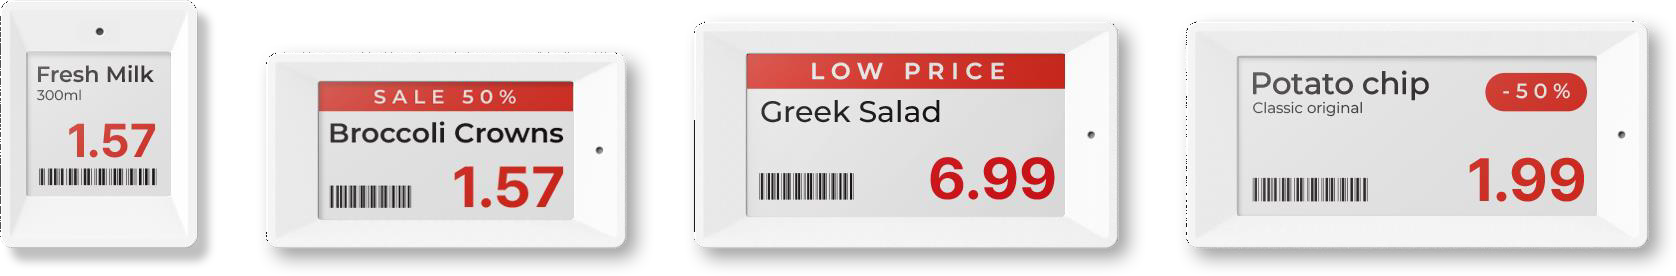 Fresh Milk
300ml
1.57
SALE 50%
Broccoli Crowns
1.57
LOW PRICE
Greek Salad
6.99
Potato chip
-50%
Classic original
1.99